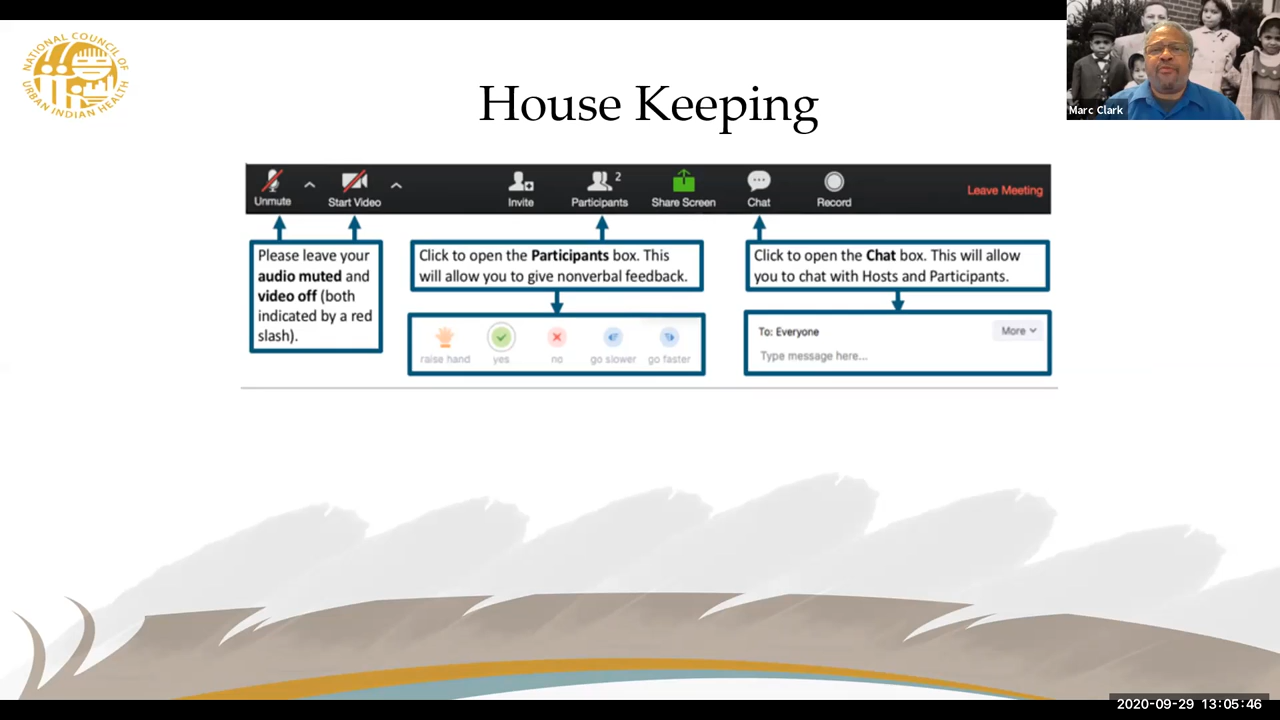 NATIONAL COUNCIL OF
URBAN INDIAN HEALTH
House Keeping
Marc Clark
Unmute
Start Video
Invite
Participants
2
Share Screen
Chat
Record
Leave Meeting
Please leave your
audio muted and
video off (both
indicated by a red
slash).
Click to open the Participants box. This
will allow you to give nonverbal feedback.
raise hand
yes
no
go slower
go faster
Click to open the Chat box. This will allow
you to chat with Hosts and Participants.
To: Everyone
More
Type message here...
2020-09-29 13:05:46